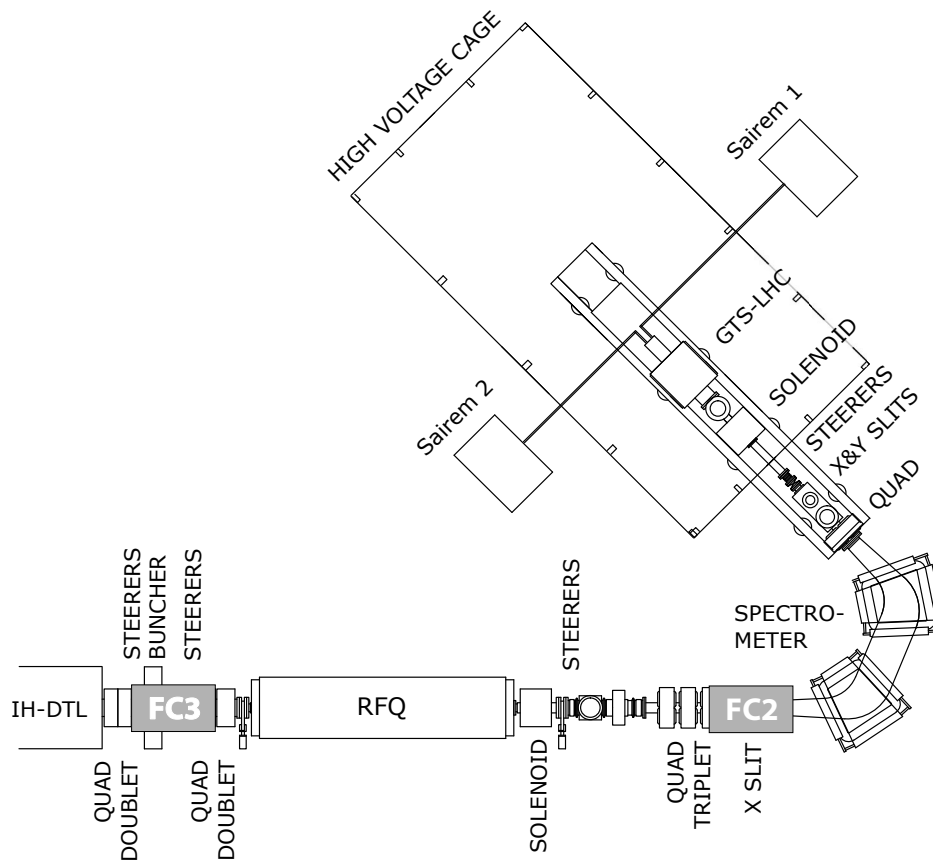 HIGH VOLTAGE CAGE
Sairem 1
GTS-LHC
SOLENOID
STEERERS
X&Y SLITS
QUAD
Sairem 2
SPECTRO-
METER
STEERERS
BUNCHER
STEERERS
STEERERS
IH-DTL
FC3
RFQ
FC2
QUAD
DOUBLET
QUAD
DOUBLET
SOLENOID
QUAD
TRIPLET
X SLIT